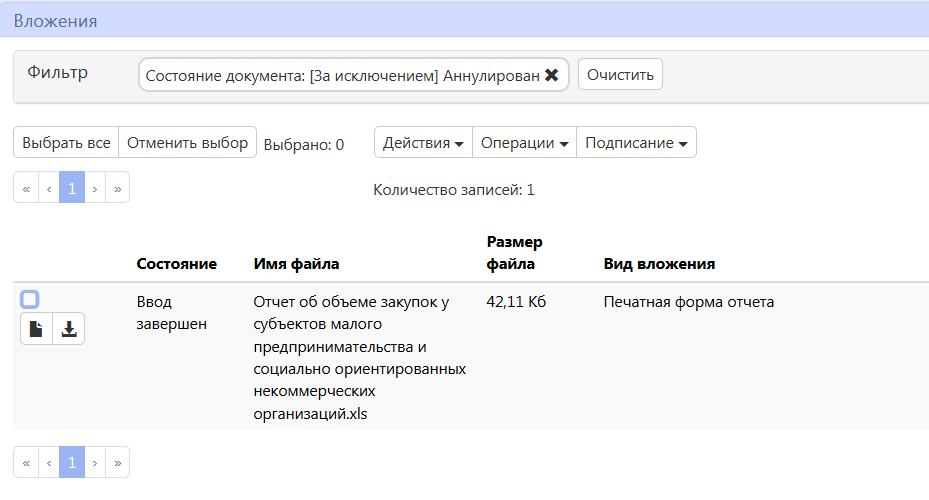 Вложения
Фильтр
Состояние документа: [За исключением] Аннулирован ✖
Очистить
Выбрать все Отменить выбор Выбрано: 0 Действия Операции Подписание
« ‹ 1 › »
Количество записей: 1
Состояние Имя файла Размер файла Вид вложения
Ввод завершен
Отчет об объеме закупок у
субъектов малого
предпринимательства и
социально ориентированных
некоммерческих
организаций.xls
42,11 Кб
Печатная форма отчета
« ‹ 1 › »